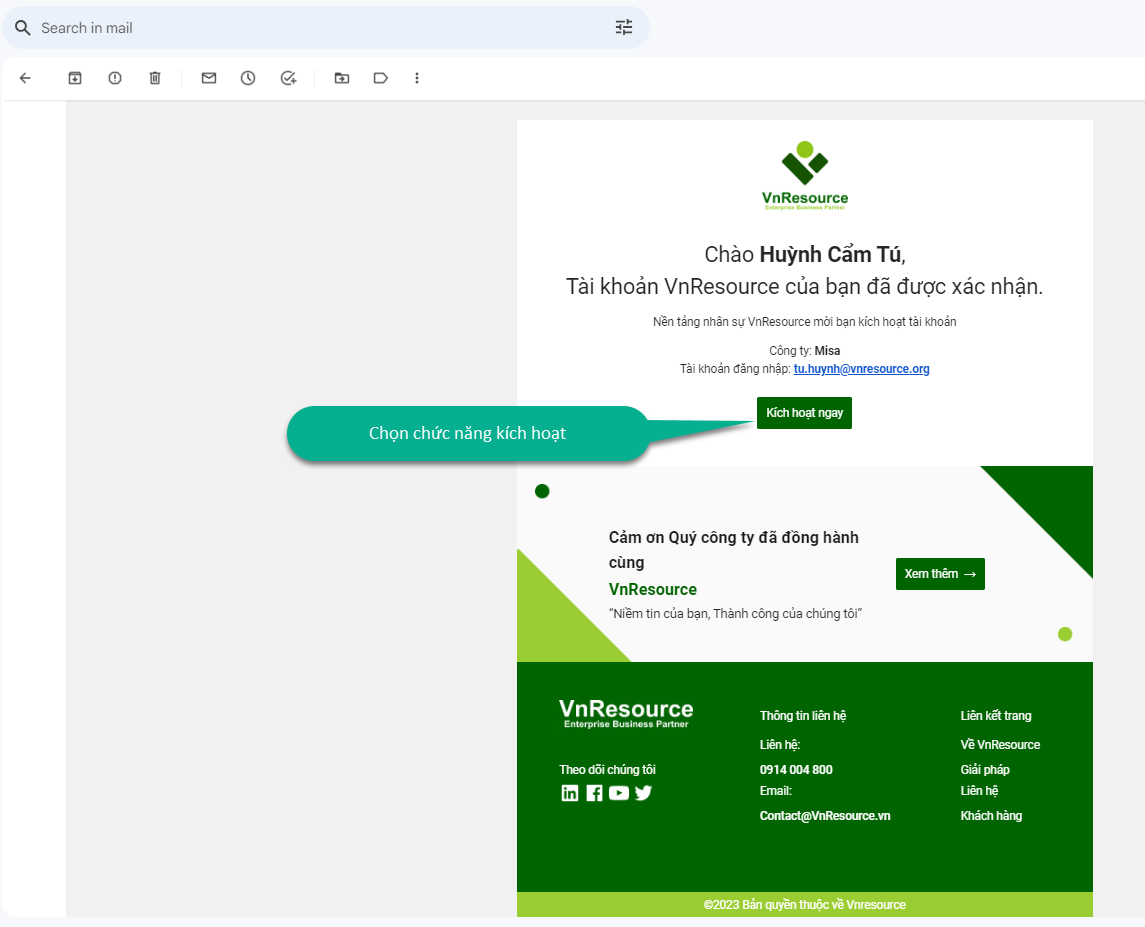 Search in mail
VnResource
Enterprise Business Partner
Chào Huỳnh Cẩm Tú,
Tài khoản VnResource của bạn đã được xác nhận.
Nền tảng nhân sự VnResource mời bạn kích hoạt tài khoản
Công ty: Misa
Tài khoản đăng nhập: tu.huynh@vnresource.org
Kích hoạt ngay
Chọn chức năng kích hoạt
Cảm ơn Quý công ty đã đồng hành
cùng
VnResource
“Niềm tin của bạn, Thành công của chúng tôi”
Xem thêm →
VnResource
Enterprise Business Partner
Theo dõi chúng tôi
Thông tin liên hệ
Liên hệ:
0914 004 800
Email:
Contact@VnResource.vn
Liên kết trang
Về VnResource
Giải pháp
Liên hệ
Khách hàng
©2023 Bản quyền thuộc về Vnresource